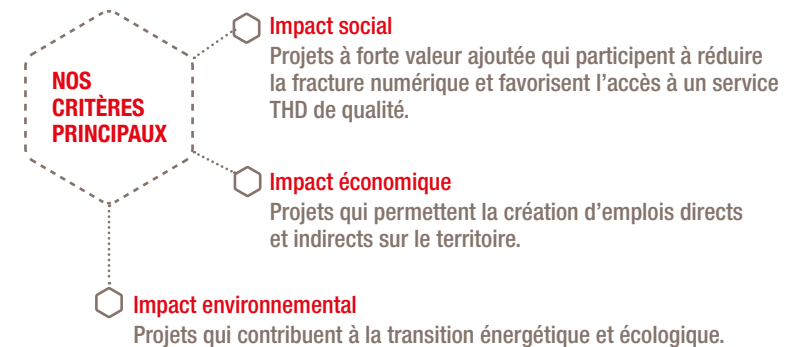 NOS
CRITÈRES
PRINCIPAUX
Impact social
Projets à forte valeur ajoutée qui participent à réduire
la fracture numérique et favorisent l’accès à un service
THD de qualité.
Impact économique
Projets qui permettent la création d’emplois directs
et indirects sur le territoire.
Impact environnemental
Projets qui contribuent à la transition énergétique et écologique.